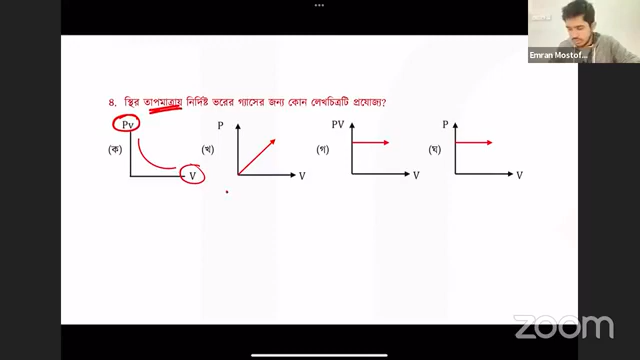 ৪. স্থির তাপমাত্রায় নির্দিষ্ট ভরের গ্যাসের জন্য কোন লেখচিত্রটি প্রযোজ্য?
Pv P PV P
(ক) (খ) (গ) (ঘ)
V V V V
Emran Mostof...
zoom